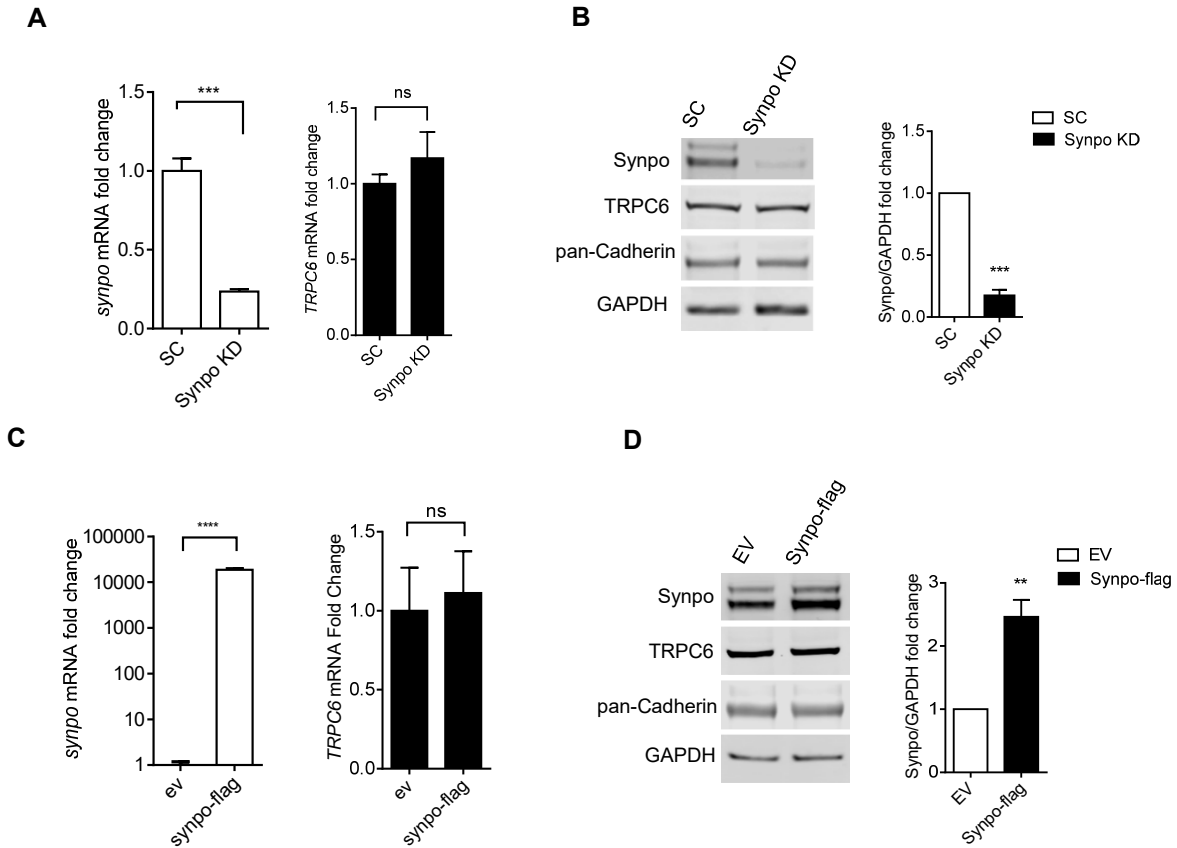 A
synpo mRNA fold change
1.5
1.0
0.5
0.0
***
SC
Synpo KD
TRPC6 mRNA fold change
1.5
1.0
0.5
0.0
ns
SC
Synpo KD
B
SC
Synpo KD
Synpo
TRPC6
pan-Cadherin
GAPDH
Synpo/GAPDH fold change
1.5
1.0
0.5
0.0
***
SC
Synpo KD
SC
Synpo KD
C
synpo mRNA fold change
100000
10000
1000
100
10
1
****
ev
synpo-flag
TRPC6 mRNA Fold Change
1.5
1.0
0.5
0.0
ns
ev
synpo-flag
D
EV
Synpo-flag
Synpo
TRPC6
pan-Cadherin
GAPDH
Synpo/GAPDH fold change
3
2
1
0
**
EV
Synpo-flag
EV
Synpo-flag